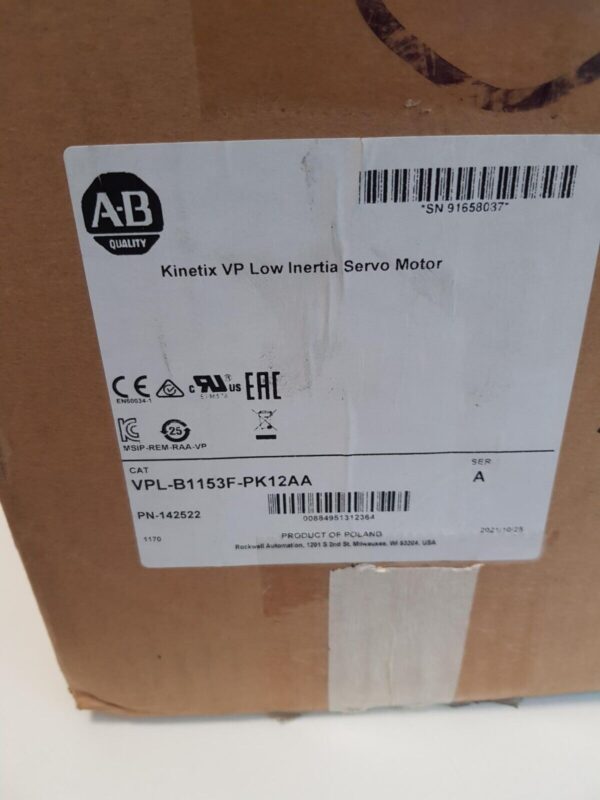 A-B
QUALITY
*SN 91658037*
Kinetix VP Low Inertia Servo Motor
CE
EN60034-1
c RU US
EAC
25
MSIP-REM-RAA-VP
CAT
VPL-B1153F-PK12AA
SER
A
PN-142522
00884951312364
1170
PRODUCT OF POLAND
2021/10/25
Rockwell Automation, 1201 S 2nd St. Milwaukee, WI 53204, USA